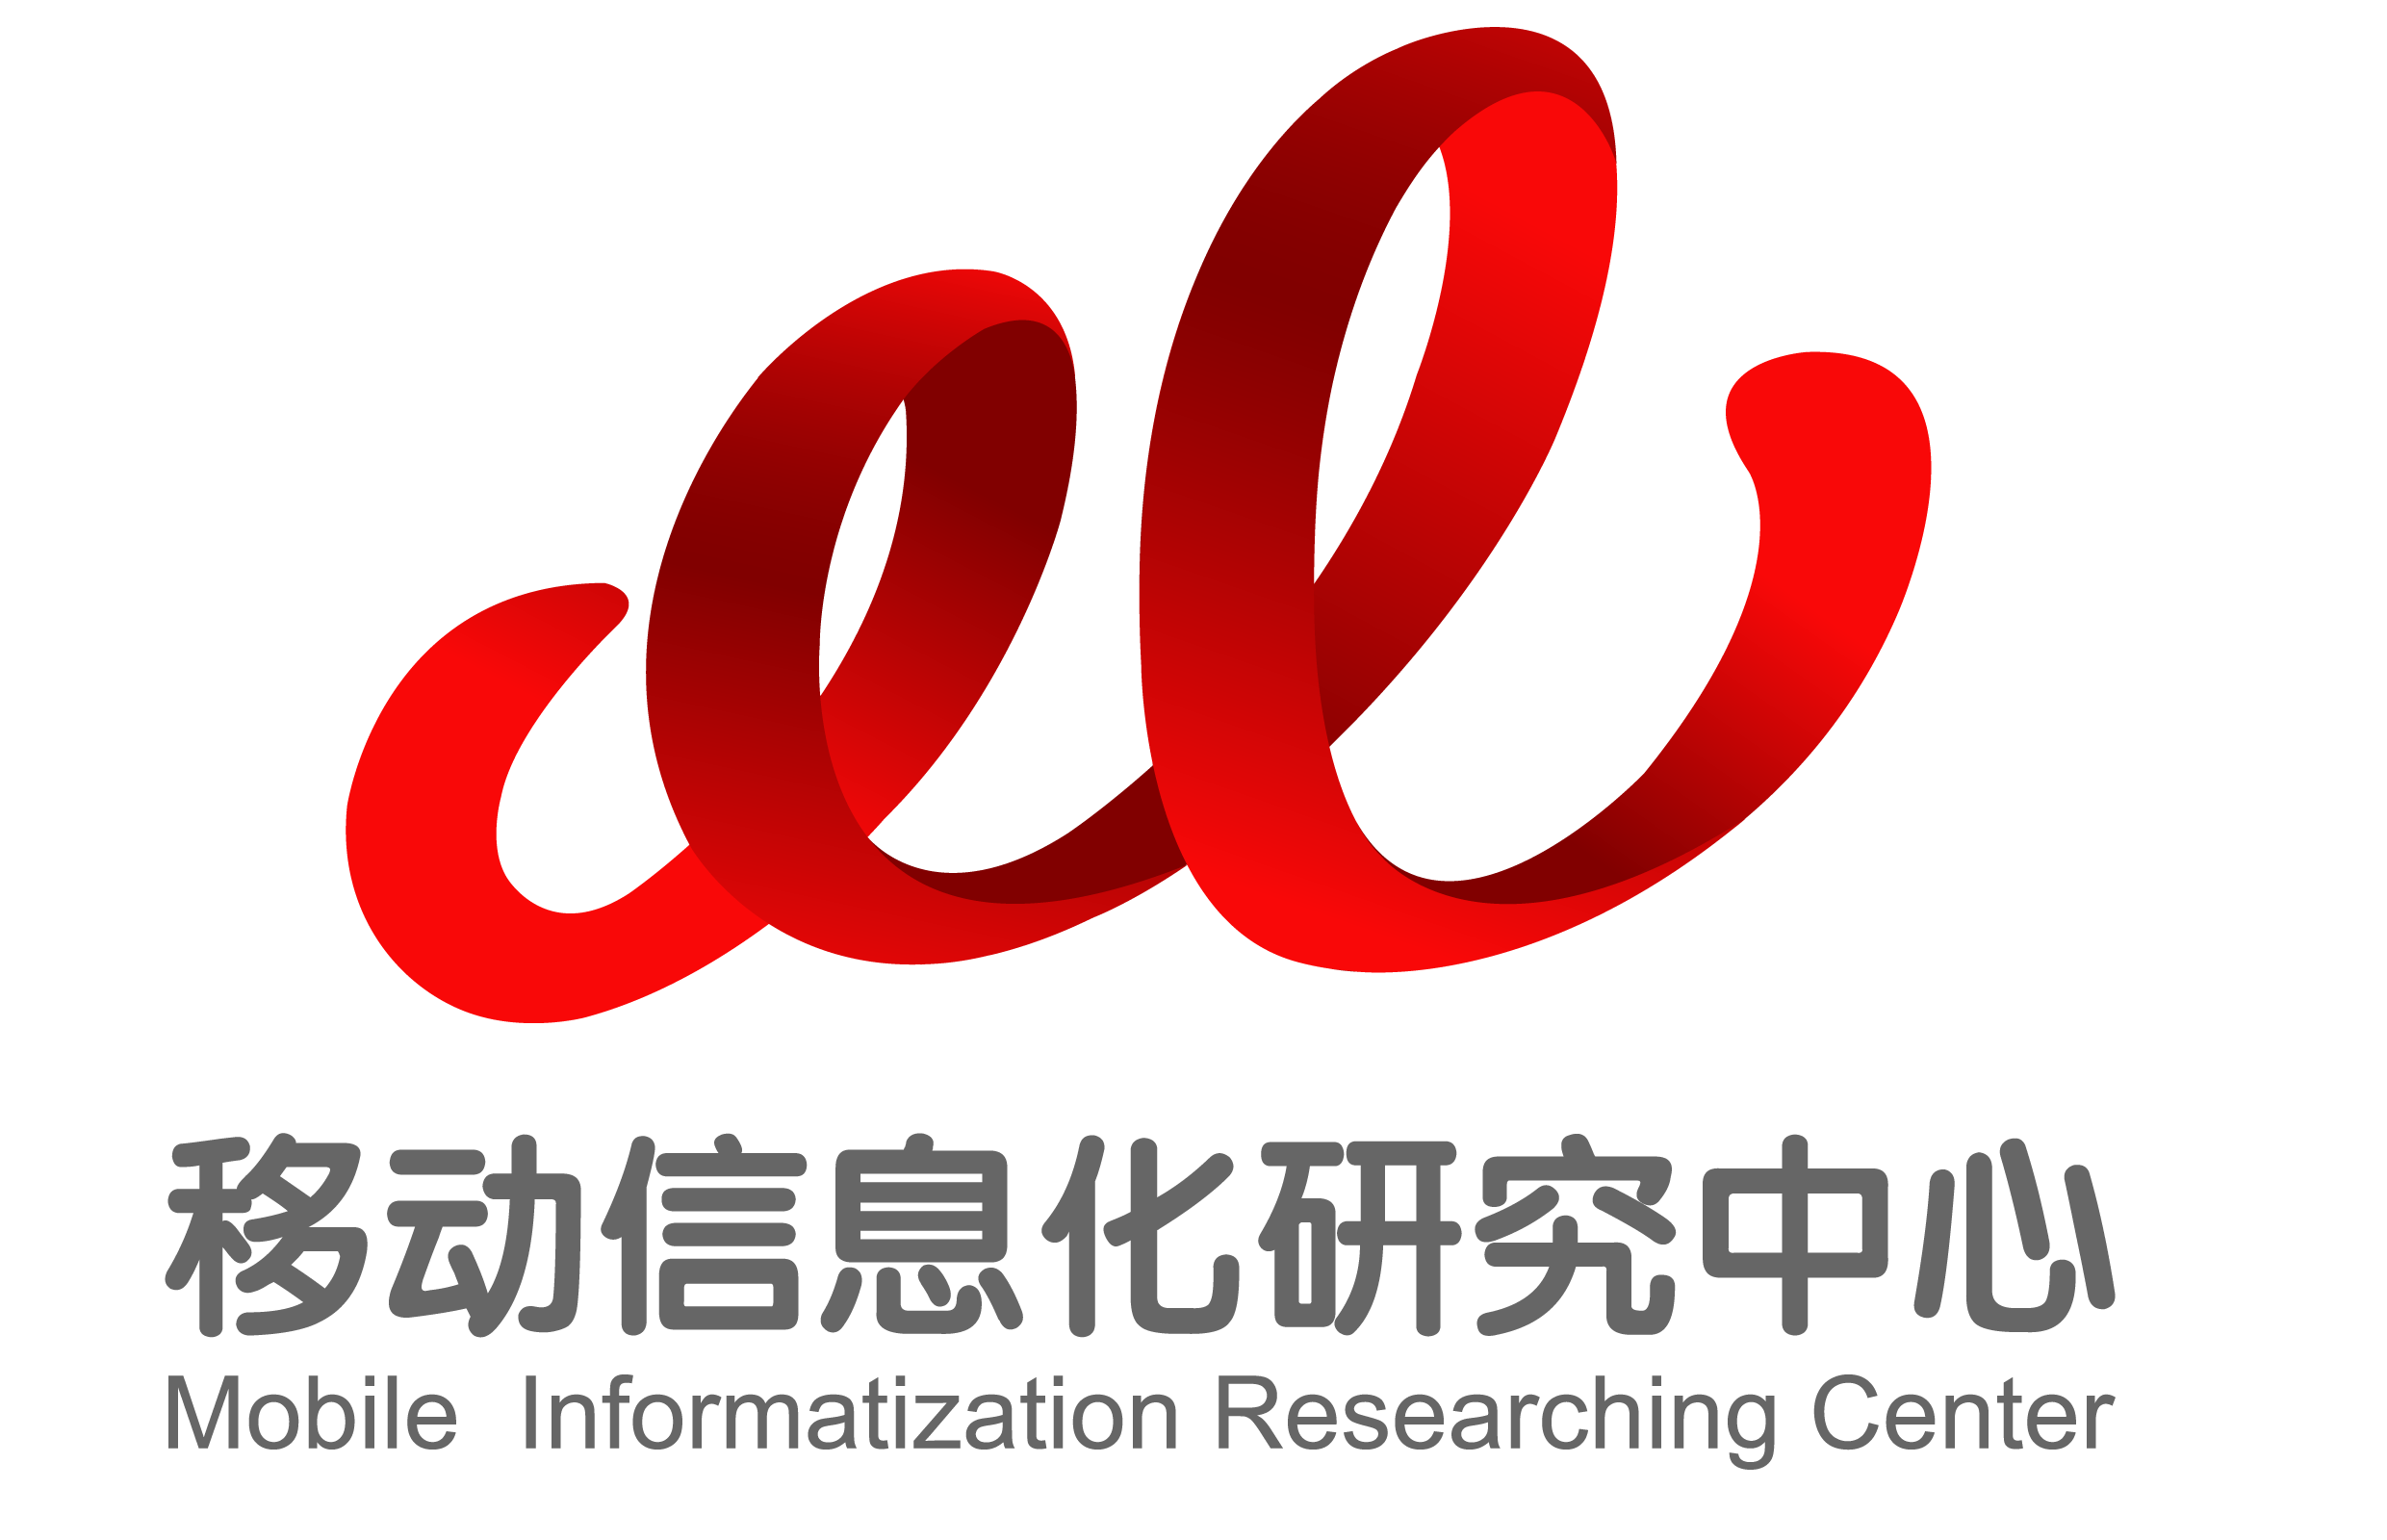 移动信息化研究中心
Mobile Informatization Researching Center